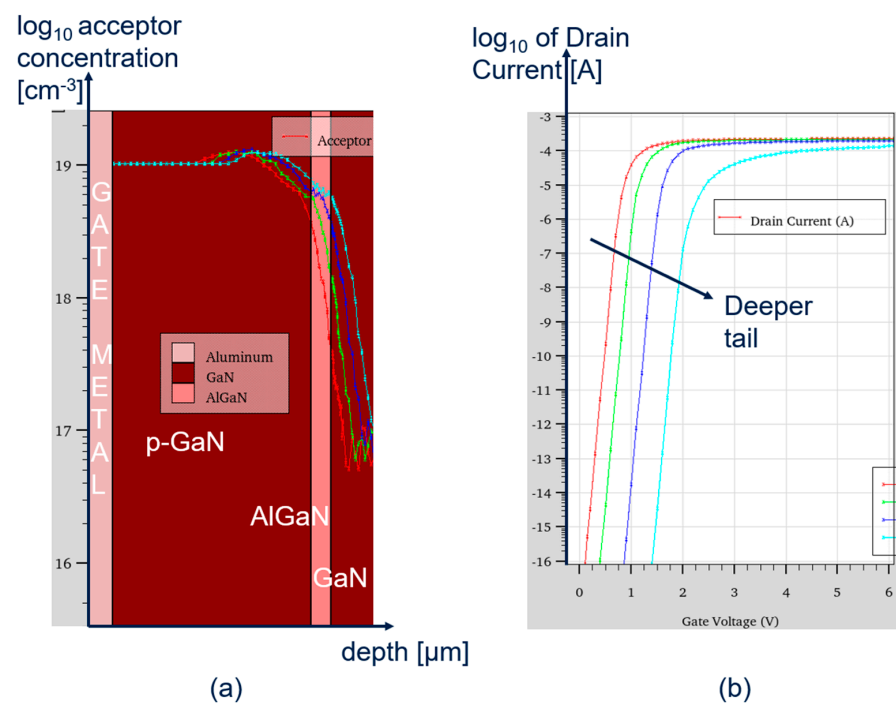 log10 acceptor
concentration
[cm-3]
19
18
17
16
GATE METAL
Acceptor
Aluminum
GaN
AlGaN
p-GaN
AlGaN
GaN
depth [µm]
(a)
log10 of Drain
Current [A]
-3
-4
-5
-6
-7
-8
-9
-10
-11
-12
-13
-14
-15
-16
Drain Current (A)
Deeper
tail
0 1 2 3 4 5 6
Gate Voltage (V)
(b)